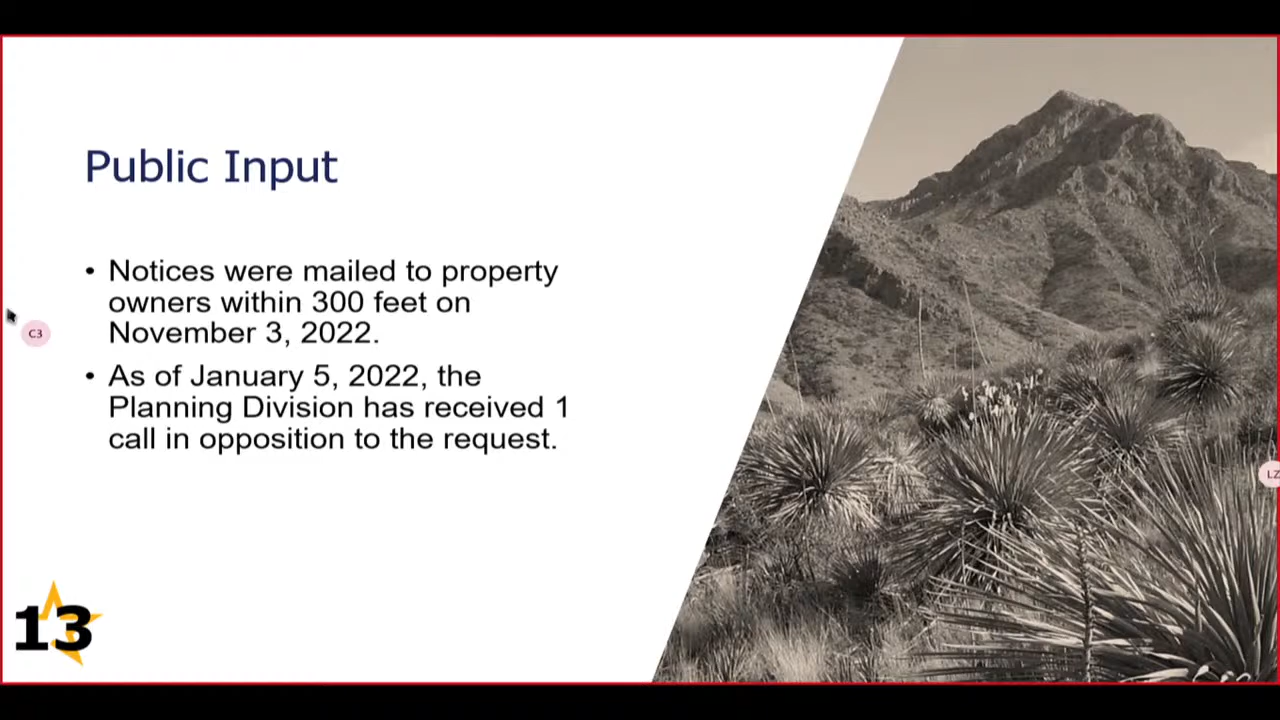 Public Input
• Notices were mailed to property
owners within 300 feet on
November 3, 2022.
C3
• As of January 5, 2022, the
Planning Division has received 1
call in opposition to the request.
LZ
13